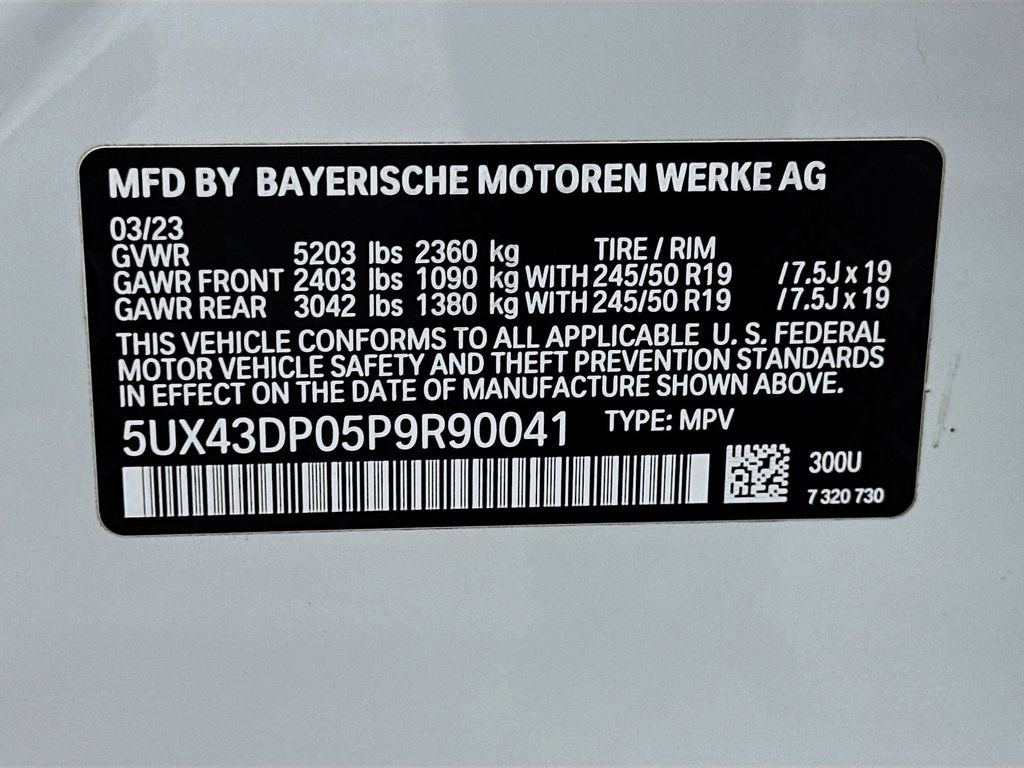 MFD BY BAYERISCHE MOTOREN WERKE AG
03/23
GVWR 5203 lbs 2360 kg TIRE / RIM
GAWR FRONT 2403 lbs 1090 kg WITH 245/50 R19 / 7.5J x 19
GAWR REAR 3042 lbs 1380 kg WITH 245/50 R19 / 7.5J x 19
THIS VEHICLE CONFORMS TO ALL APPLICABLE U. S. FEDERAL
MOTOR VEHICLE SAFETY AND THEFT PREVENTION STANDARDS
IN EFFECT ON THE DATE OF MANUFACTURE SHOWN ABOVE.
5UX43DP05P9R90041 TYPE: MPV
300U
7 320 730